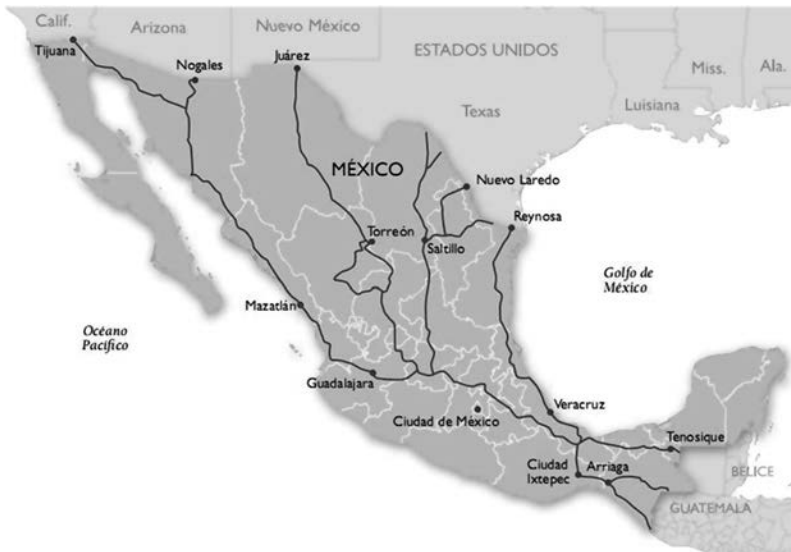 Calif.
Arizona
Nuevo México
ESTADOS UNIDOS
Miss.
Ala.
Tijuana
Nogales
Juárez
Texas
Luisiana
MÉXICO
Nuevo Laredo
Reynosa
Torreón
Saltillo
Golfo de
México
Mazatlán
Océano
Pacífico
Guadalajara
Ciudad de México
Veracruz
Tenosique
Ciudad
Ixtepec
Arriaga
BELICE
GUATEMALA